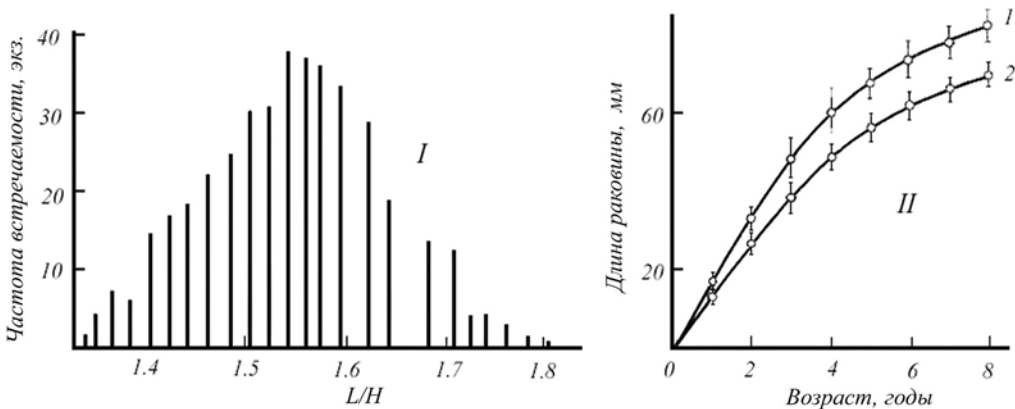 Частота встречаемости, экз.
40
30
20
10
1.4 1.5 1.6 1.7 1.8
L/H
I
Длина раковины, мм
60
20
0 2 4 6 8
Возраст, годы
1
2
II